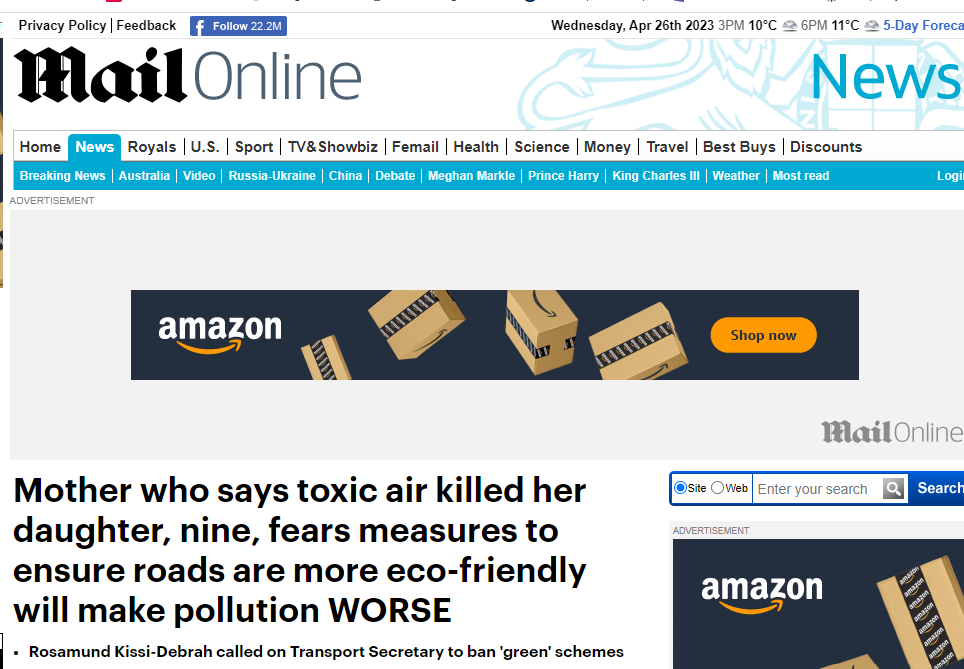 Privacy Policy | Feedback Follow 22.2M Wednesday, Apr 26th 2023 3PM 10°C 6PM 11°C 5-Day Foreca
Mail Online
News
Home News Royals U.S. Sport TV&Showbiz Femail Health Science Money Travel Best Buys Discounts
Breaking News Australia Video Russia-Ukraine China Debate Meghan Markle Prince Harry King Charles III Weather Most read Login
ADVERTISEMENT
amazon
Shop now
Mail Online
Mother who says toxic air killed her
daughter, nine, fears measures to
ensure roads are more eco-friendly
will make pollution WORSE
Rosamund Kissi-Debrah called on Transport Secretary to ban 'green' schemes
Site Web Enter your search Search
ADVERTISEMENT
amazon